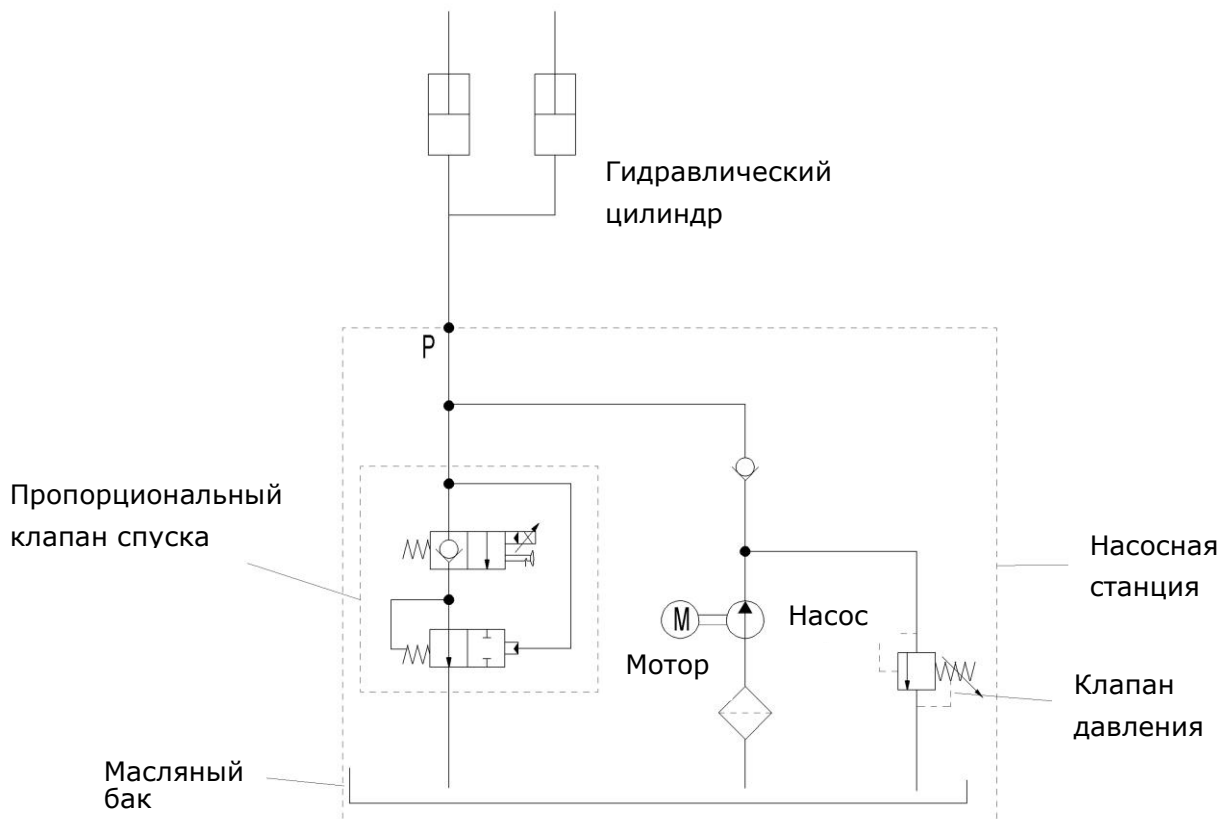 Гидравлический
цилиндр
P
Пропорциональный
клапан спуска
Насосная
станция
Насос
M
Мотор
Клапан
давления
Масляный
бак